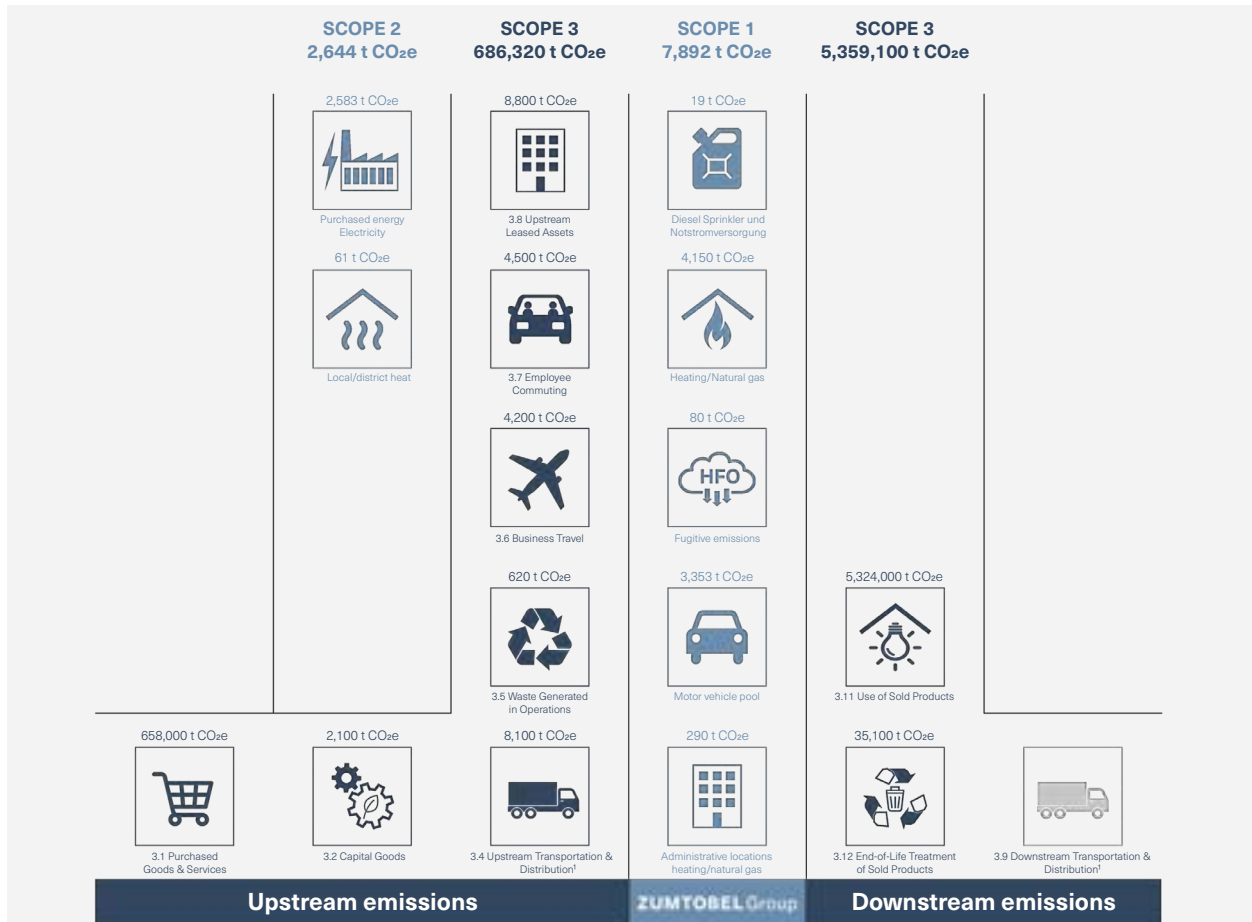 SCOPE 2
2,644 t CO₂e
SCOPE 3
686,320 t CO₂e
SCOPE 1
7,892 t CO₂e
SCOPE 3
5,359,100 t CO₂e
2,583 t CO₂e
Purchased energy
Electricity
8,800 t CO₂e
3.8 Upstream
Leased Assets
19 t CO₂e
Diesel Sprinkler und
Notstromversorgung
61 t CO₂e
Local/district heat
4,500 t CO₂e
3.7 Employee
Commuting
4,150 t CO₂e
Heating/Natural gas
4,200 t CO₂e
3.6 Business Travel
80 t CO₂e
HFO
Fugitive emissions
620 t CO₂e
3.5 Waste Generated
in Operations
3,353 t CO₂e
Motor vehicle pool
5,324,000 t CO₂e
3.11 Use of Sold Products
658,000 t CO₂e
3.1 Purchased
Goods & Services
2,100 t CO₂e
3.2 Capital Goods
8,100 t CO₂e
3.4 Upstream Transportation &
Distribution¹
290 t CO₂e
Administrative locations
heating/natural gas
35,100 t CO₂e
3.12 End-of-Life Treatment
of Sold Products
3.9 Downstream Transportation &
Distribution¹
Upstream emissions
ZUMTOBEL Group
Downstream emissions